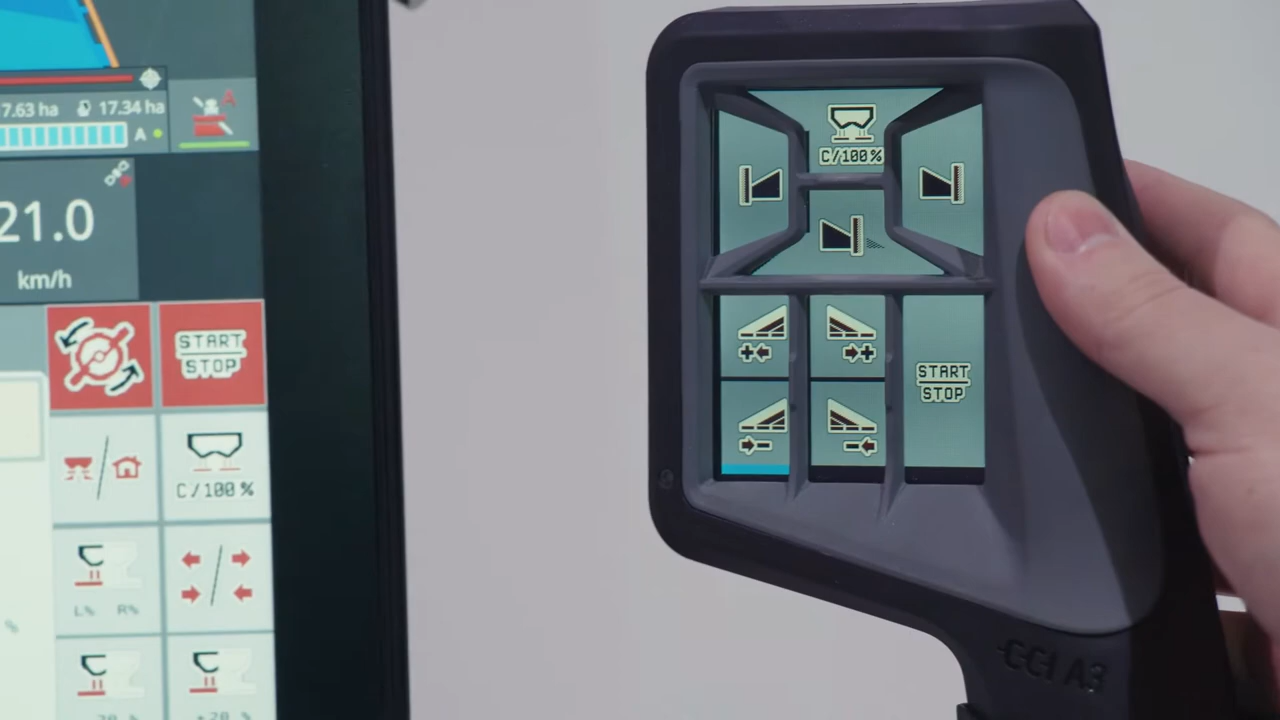 7.63 ha 17.34 ha
A
A
21.0
km/h
START
STOP
C/100%
L% R%
%
C/100%
START
STOP
CCI A3